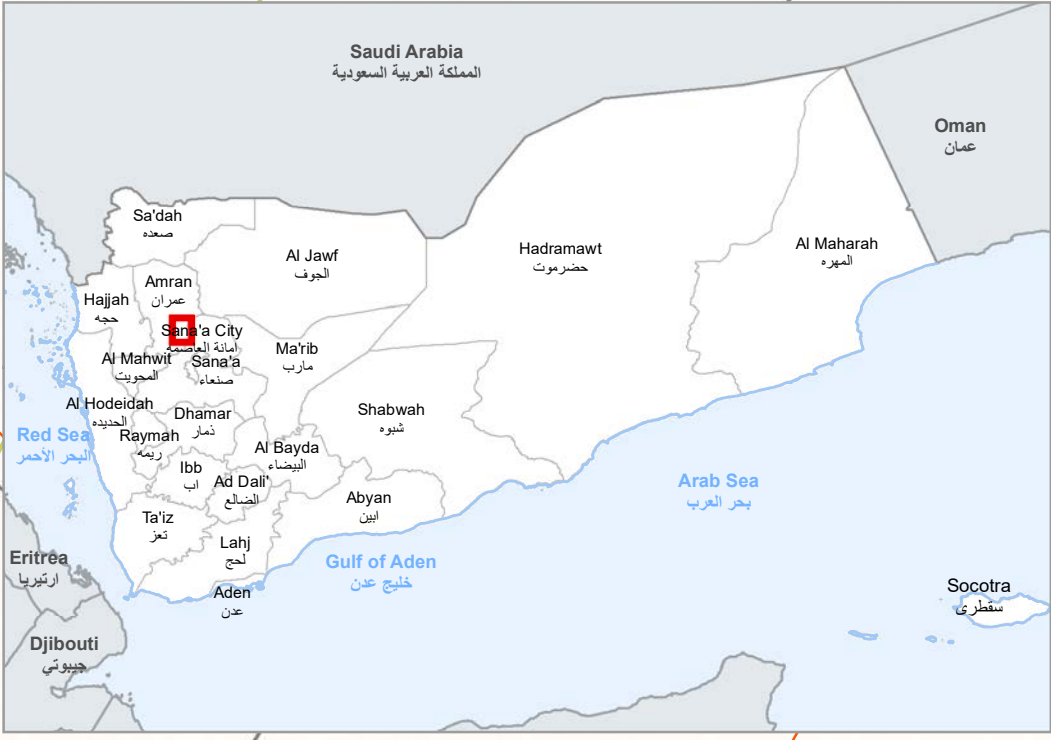 Saudi Arabia
المملكة العربية السعودية
Oman
عمان
Sa'dah
صعده
Al Jawf
الجوف
Hadramawt
حضرموت
Al Maharah
المهره
Amran
عمران
Hajjah
حجه
Sana'a City
امانة العاصمه
Ma'rib
مارب
Al Mahwit
المحويت
Sana'a
صنعاء
Al Hodeidah
الحديده
Dhamar
ذمار
Shabwah
شبوه
Red Sea
البحر الأحمر
Raymah
ريمه
Al Bayda
البيضاء
Ibb
اب
Ad Dali'
الضالع
Arab Sea
بحر العرب
Abyan
ابين
Ta'iz
تعز
Lahj
لحج
Eritrea
ارتيريا
Gulf of Aden
خليج عدن
Aden
عدن
Socotra
سقطرى
Djibouti
جيبوتي